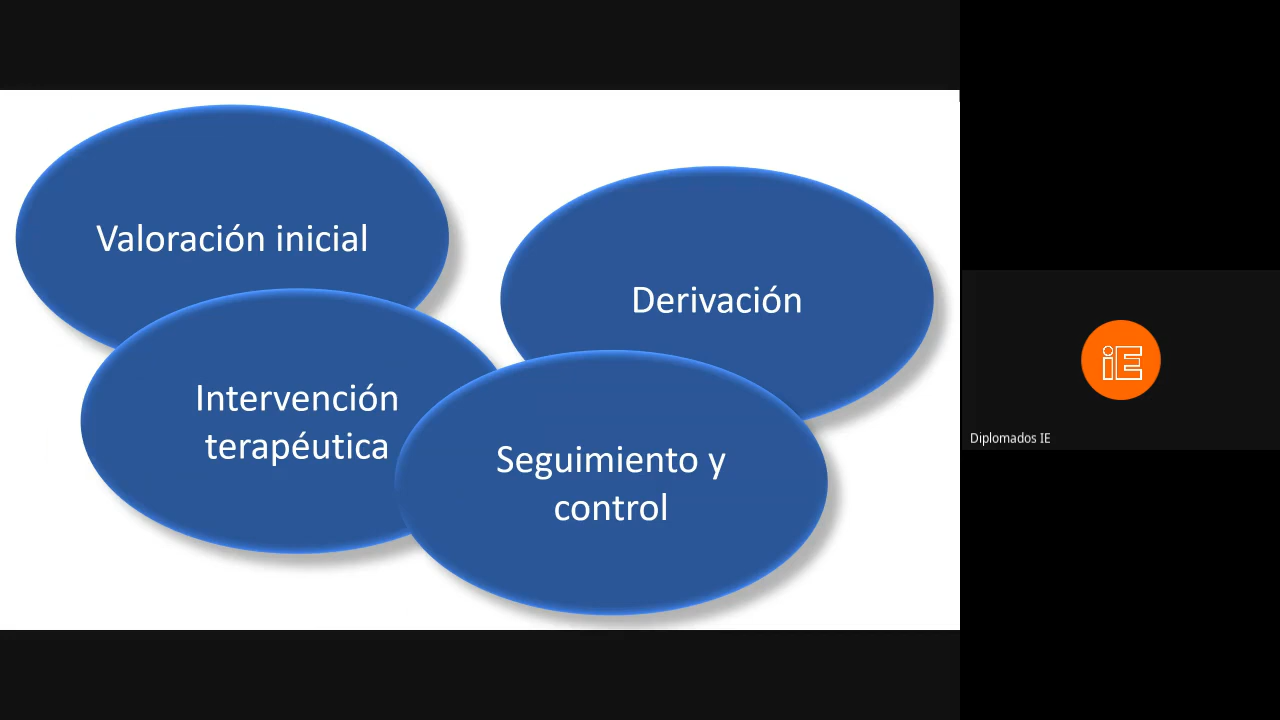 Valoración inicial
Derivación
Intervención
terapéutica
Seguimiento y
control
iE
Diplomados IE